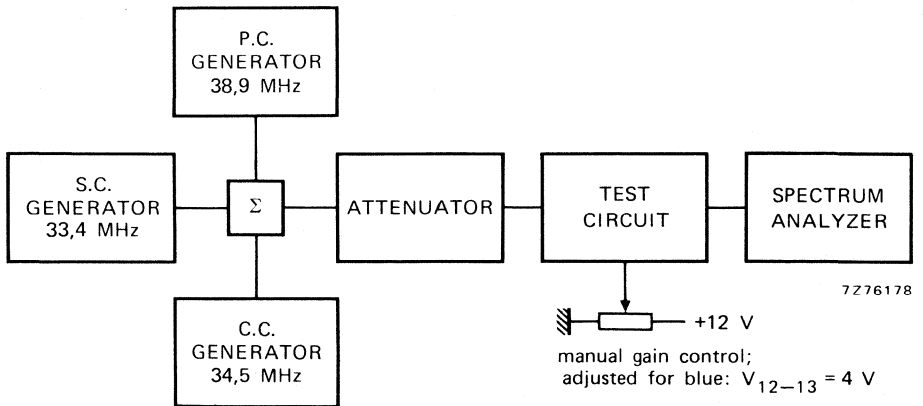 P.C.
GENERATOR
38,9 MHz
S.C.
GENERATOR
33,4 MHz
Σ
ATTENUATOR
TEST
CIRCUIT
SPECTRUM
ANALYZER
7Z76178
C.C.
GENERATOR
34,5 MHz
+12 V
manual gain control;
adjusted for blue: V12–13 = 4 V